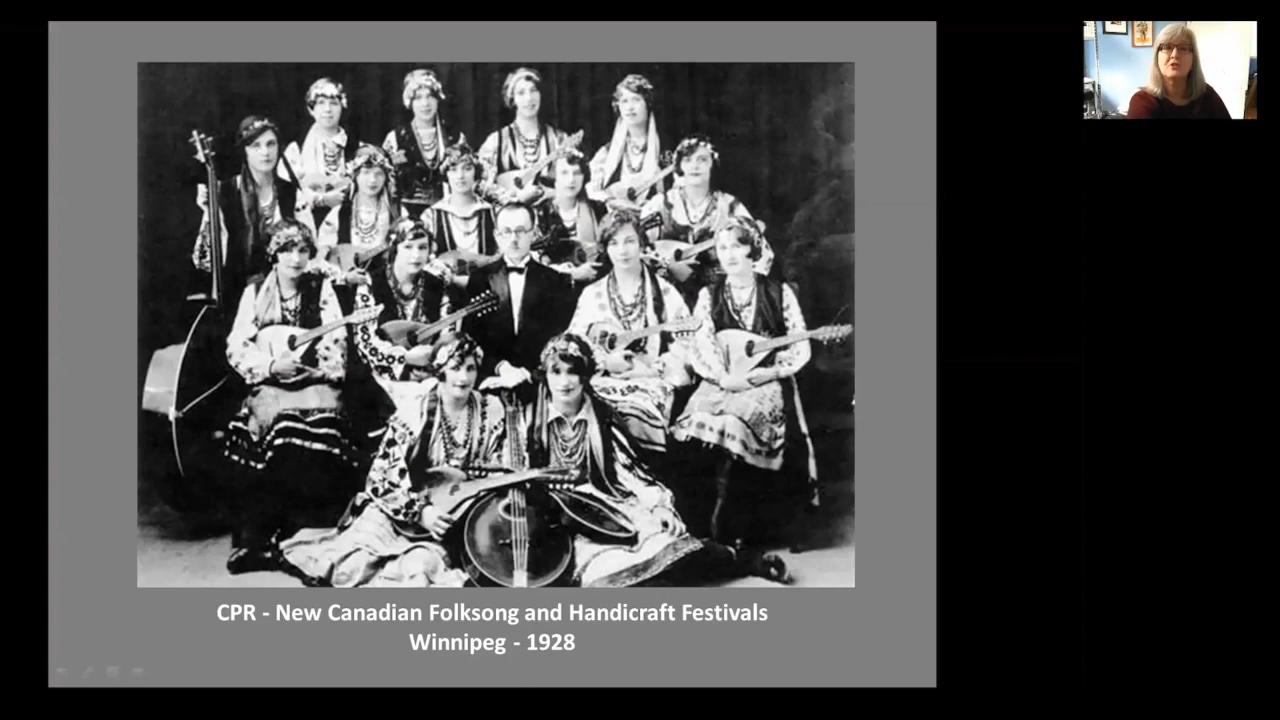 CPR - New Canadian Folksong and Handicraft Festivals
Winnipeg - 1928